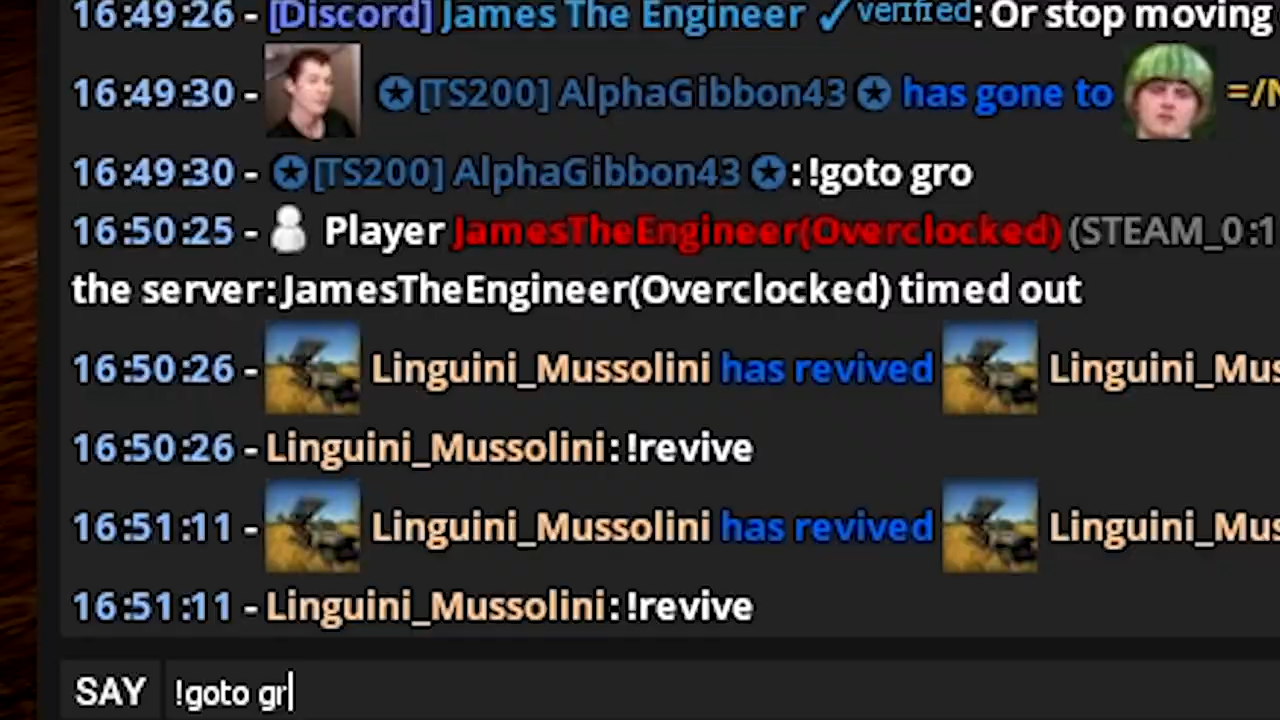 16:49:26 - [Discord] James The Engineer ✓verified: Or stop moving
16:49:30 - ✪[TS200] AlphaGibbon43 ✪ has gone to =/
16:49:30 - ✪[TS200] AlphaGibbon43 ✪: !goto gro
16:50:25 - Player JamesTheEngineer(Overclocked) (STEAM_0:1
the server: JamesTheEngineer(Overclocked) timed out
16:50:26 - Linguini_Mussolini has revived Linguini_Mus
16:50:26 - Linguini_Mussolini: !revive
16:51:11 - Linguini_Mussolini has revived Linguini_Mus
16:51:11 - Linguini_Mussolini: !revive
SAY !goto gr